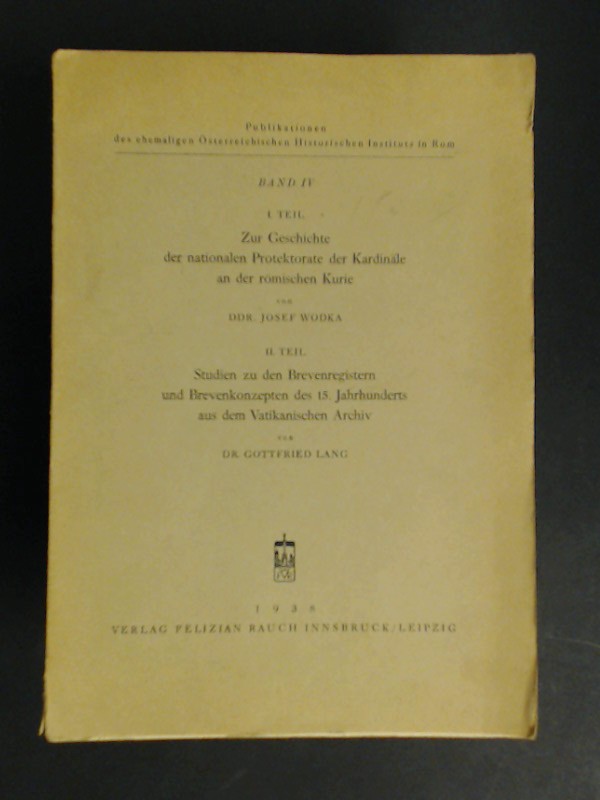 Publikationen
des ehemaligen Österreichischen Historischen Instituts in Rom
BAND IV
I. TEIL.
Zur Geschichte
der nationalen Protektorate der Kardinäle
an der römischen Kurie
von
DDR. JOSEF WODKA
II. TEIL.
Studien zu den Brevenregistern
und Brevenkonzepten des 15. Jahrhunderts
aus dem Vatikanischen Archiv
von
DR. GOTTFRIED LANG
1938
VERLAG FELIZIAN RAUCH INNSBRUCK/LEIPZIG